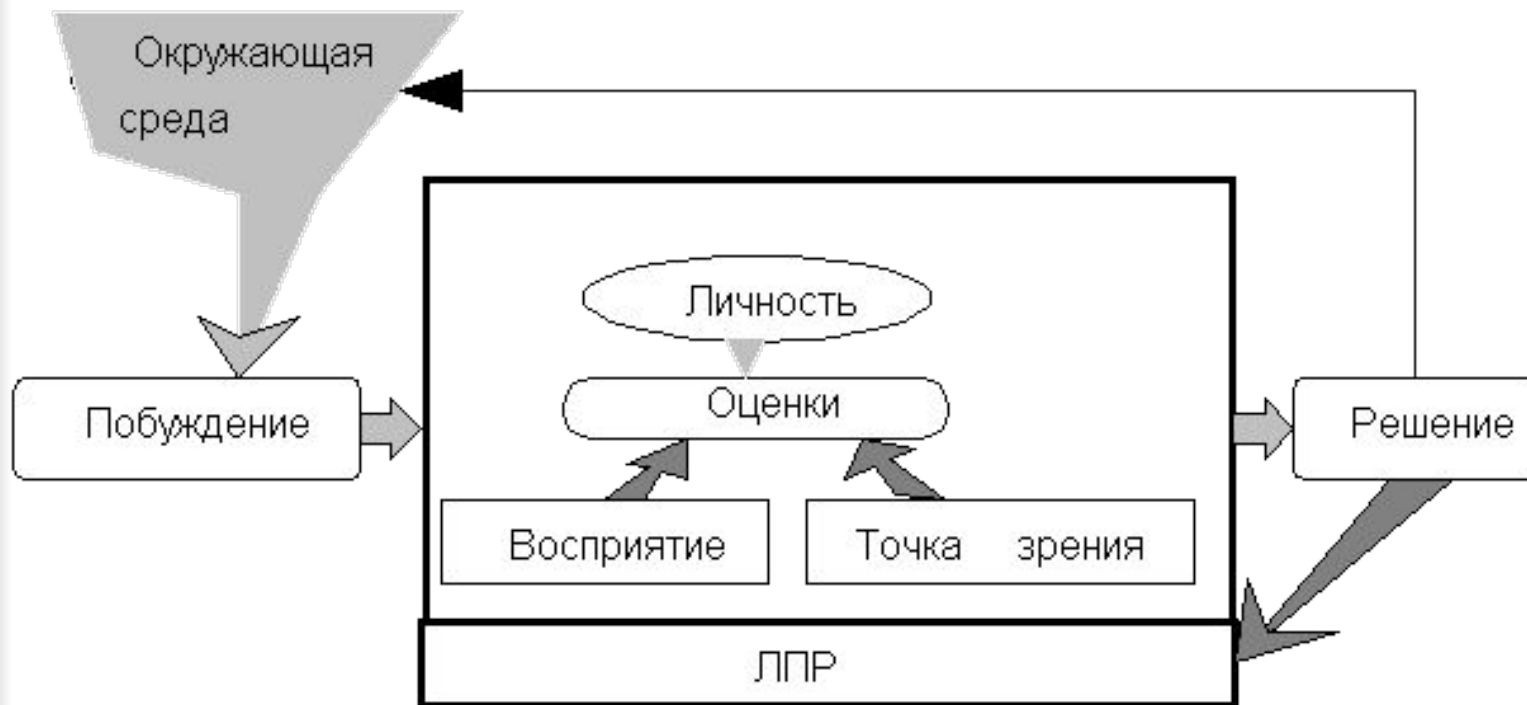 Окружающая
среда
Личность
Оценки
Побуждение
Решение
Восприятие
Точка зрения
ЛПР